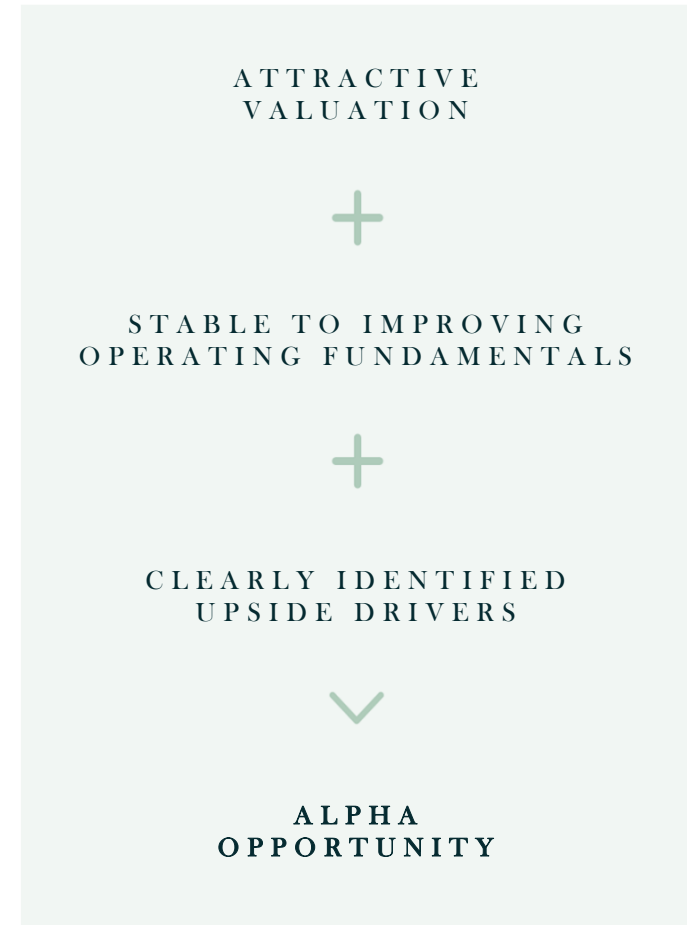 ATTRACTIVE
VALUATION
+
STABLE TO IMPROVING
OPERATING FUNDAMENTALS
+
CLEARLY IDENTIFIED
UPSIDE DRIVERS
ALPHA
OPPORTUNITY